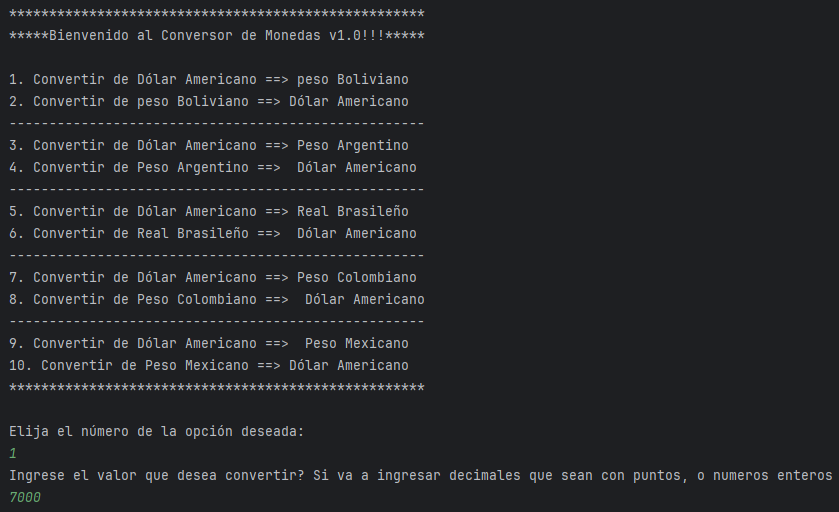 ****************************************************
*****Bienvenido al Conversor de Monedas v1.0!!!*****
1. Convertir de Dólar Americano ==> peso Boliviano
2. Convertir de peso Boliviano ==> Dólar Americano
----------------------------------------------------
3. Convertir de Dólar Americano ==> Peso Argentino
4. Convertir de Peso Argentino ==>  Dólar Americano
----------------------------------------------------
5. Convertir de Dólar Americano ==> Real Brasileño
6. Convertir de Real Brasileño ==>  Dólar Americano
----------------------------------------------------
7. Convertir de Dólar Americano ==> Peso Colombiano
8. Convertir de Peso Colombiano ==>  Dólar Americano
----------------------------------------------------
9. Convertir de Dólar Americano ==>  Peso Mexicano
10. Convertir de Peso Mexicano ==> Dólar Americano
****************************************************
Elija el número de la opción deseada:
1
Ingrese el valor que desea convertir? Si va a ingresar decimales que sean con puntos, o numeros enteros
7000